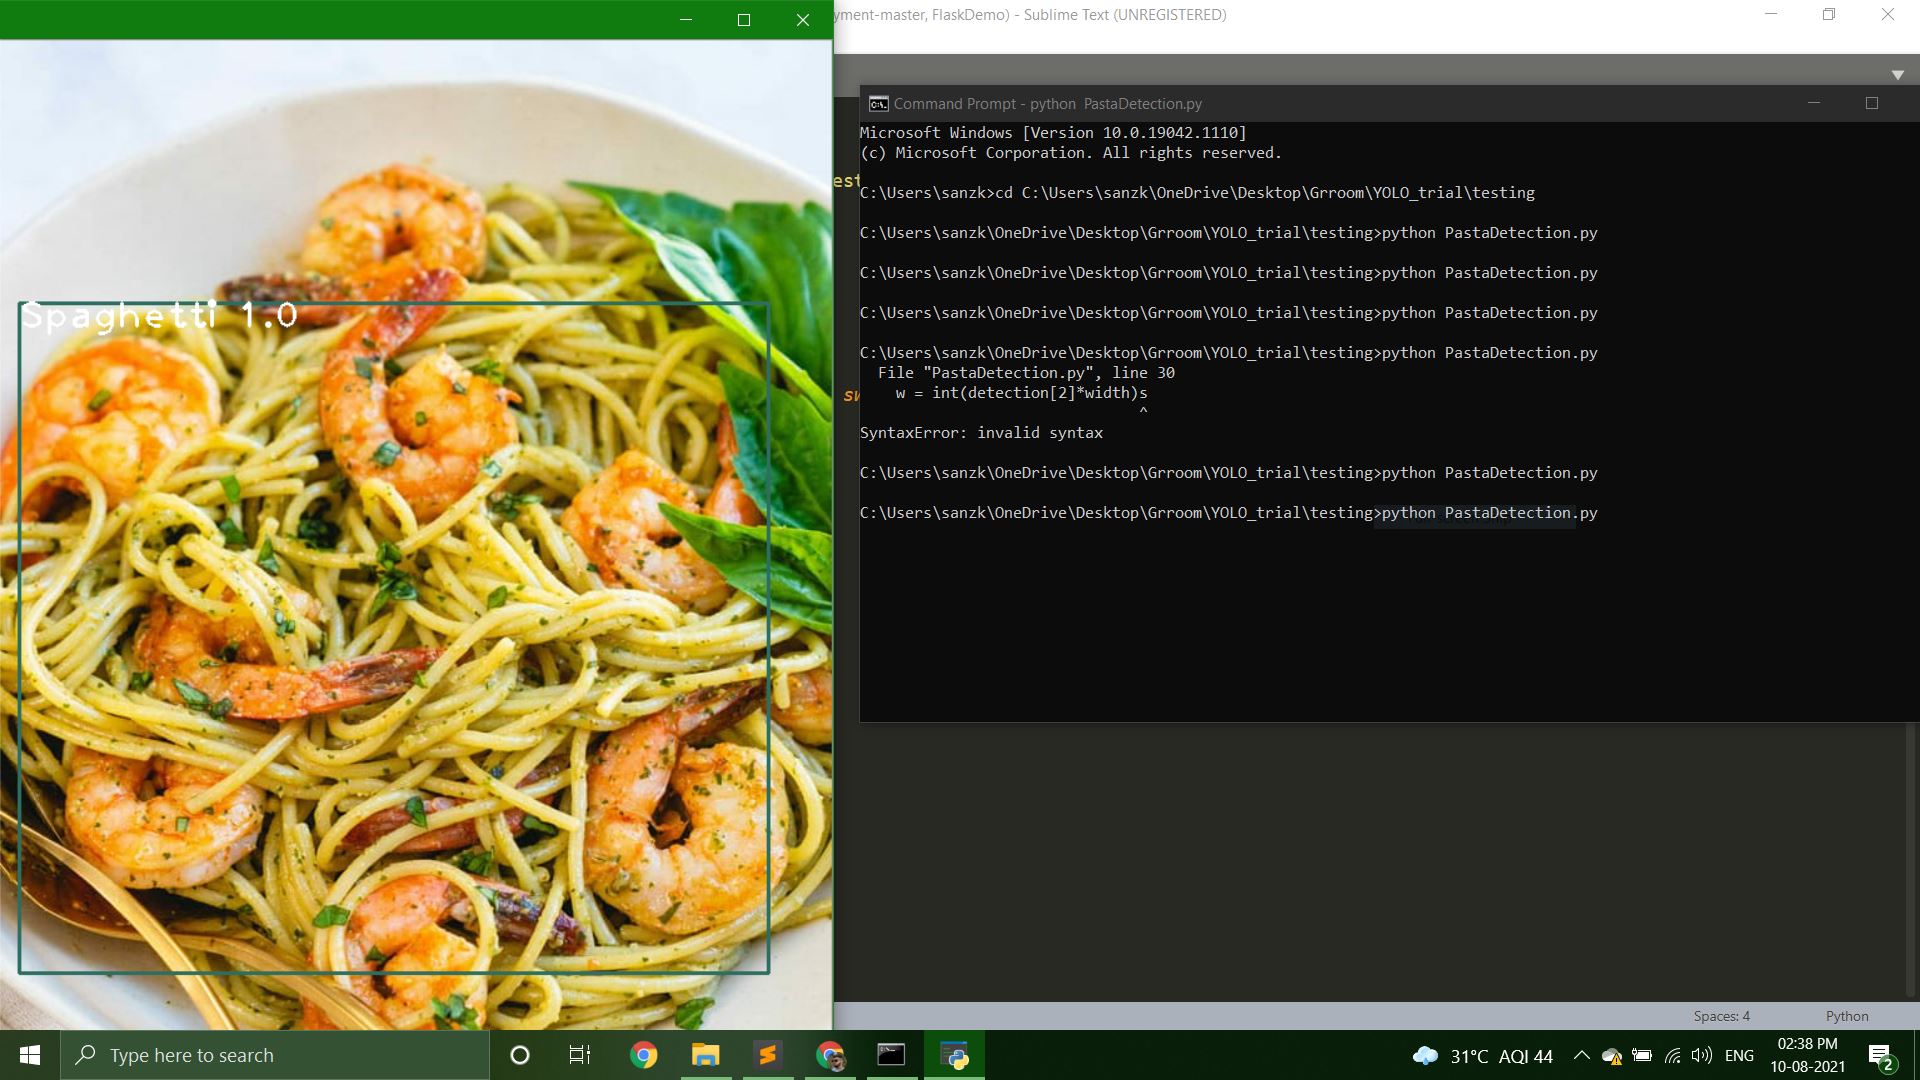 yment-master, FlaskDemo) - Sublime Text (UNREGISTERED)
Command Prompt - python  PastaDetection.py
Microsoft Windows [Version 10.0.19042.1110]
(c) Microsoft Corporation. All rights reserved.
est
C:\Users\sanzk>cd C:\Users\sanzk\OneDrive\Desktop\Grroom\YOLO_trial\testing
C:\Users\sanzk\OneDrive\Desktop\Grroom\YOLO_trial\testing>python PastaDetection.py
C:\Users\sanzk\OneDrive\Desktop\Grroom\YOLO_trial\testing>python PastaDetection.py
C:\Users\sanzk\OneDrive\Desktop\Grroom\YOLO_trial\testing>python PastaDetection.py
C:\Users\sanzk\OneDrive\Desktop\Grroom\YOLO_trial\testing>python PastaDetection.py
File "PastaDetection.py", line 30
w = int(detection[2]*width)s
^
SyntaxError: invalid syntax
C:\Users\sanzk\OneDrive\Desktop\Grroom\YOLO_trial\testing>python PastaDetection.py
C:\Users\sanzk\OneDrive\Desktop\Grroom\YOLO_trial\testing>python PastaDetection.py
Spaghetti 1.0
Spaces: 4
Python
Type here to search
31°C AQI 44
ENG
02:38 PM
10-08-2021
2